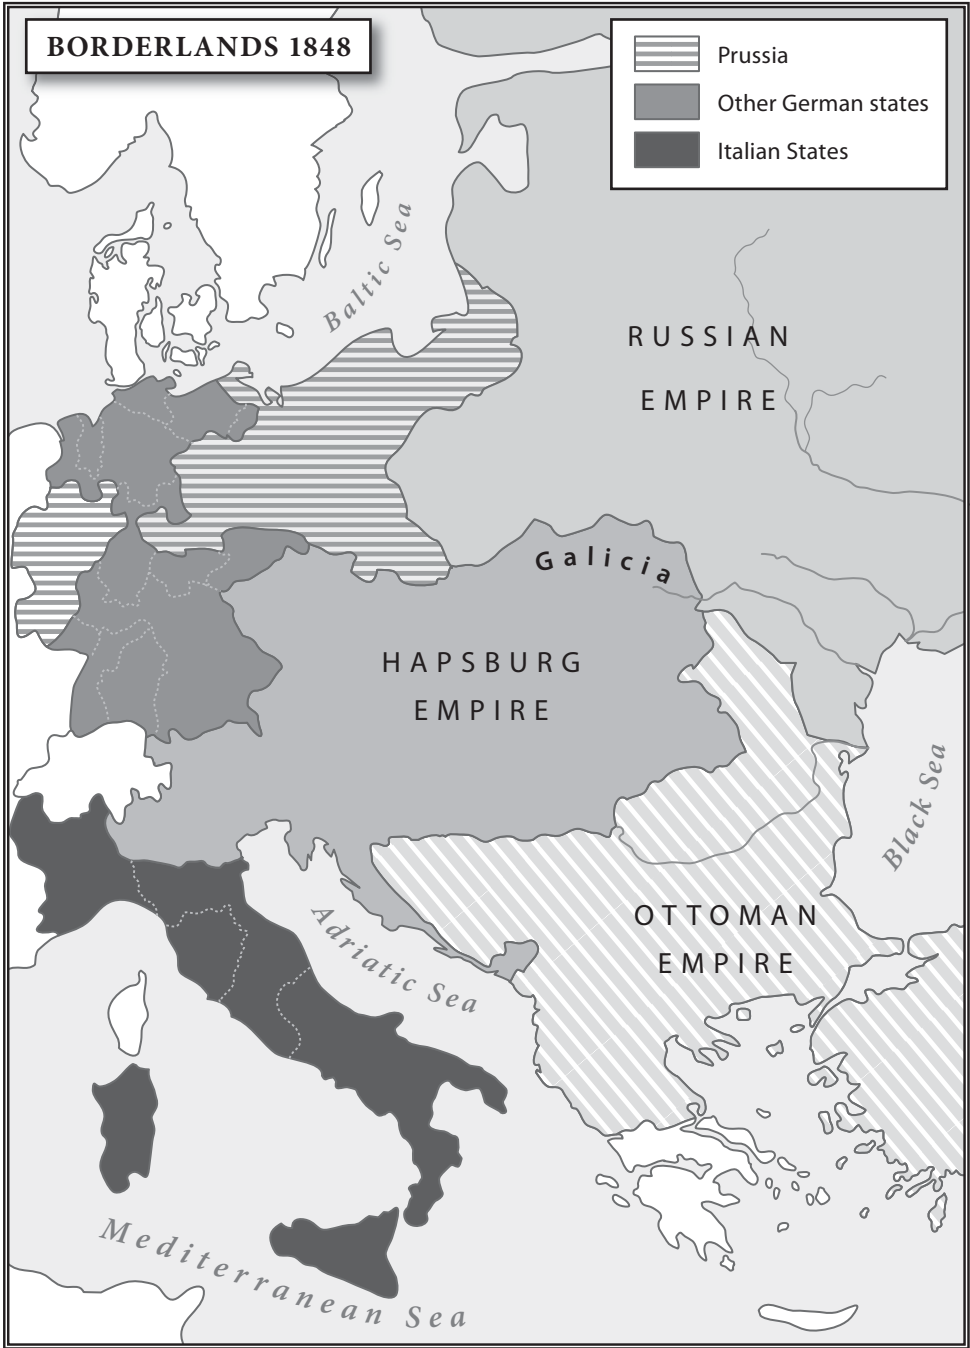 BORDERLANDS 1848
Prussia
Other German states
Italian States
Baltic Sea
RUSSIAN
EMPIRE
Galicia
HAPSBURG
EMPIRE
Black Sea
OTTOMAN
EMPIRE
Adriatic Sea
Mediterranean Sea